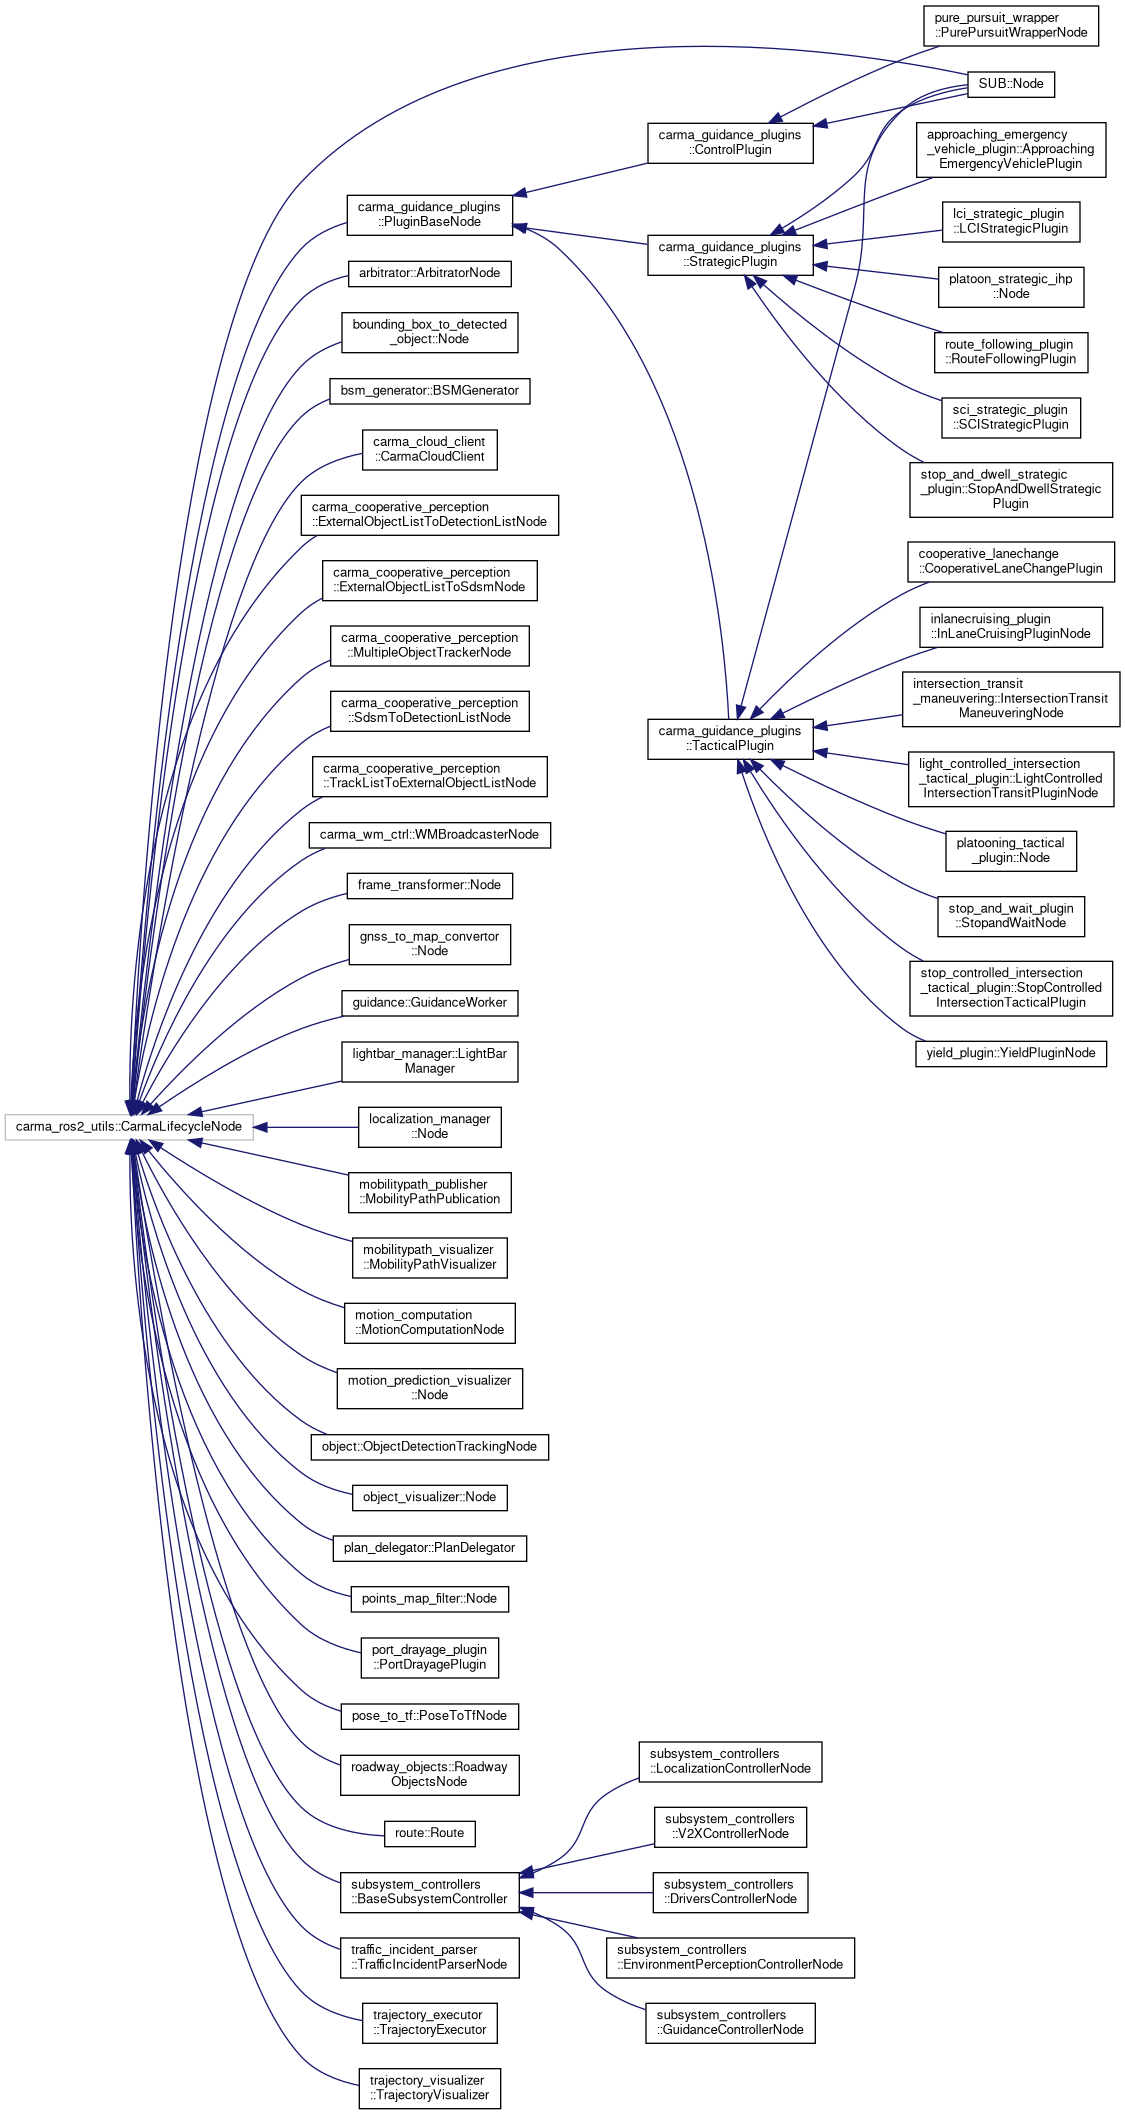 carma_ros2_utils::CarmaLifecycleNode
carma_guidance_plugins
::PluginBaseNode
arbitrator::ArbitratorNode
bounding_box_to_detected
_object::Node
bsm_generator::BSMGenerator
carma_cloud_client
::CarmaCloudClient
carma_cooperative_perception
::ExternalObjectListToDetectionListNode
carma_cooperative_perception
::ExternalObjectListToSdsmNode
carma_cooperative_perception
::MultipleObjectTrackerNode
carma_cooperative_perception
::SdsmToDetectionListNode
carma_cooperative_perception
::TrackListToExternalObjectListNode
carma_wm_ctrl::WMBroadcasterNode
frame_transformer::Node
gnss_to_map_convertor
::Node
guidance::GuidanceWorker
lightbar_manager::LightBar
Manager
localization_manager
::Node
mobilitypath_publisher
::MobilityPathPublication
mobilitypath_visualizer
::MobilityPathVisualizer
motion_computation
::MotionComputationNode
motion_prediction_visualizer
::Node
object::ObjectDetectionTrackingNode
object_visualizer::Node
plan_delegator::PlanDelegator
points_map_filter::Node
port_drayage_plugin
::PortDrayagePlugin
pose_to_tf::PoseToTfNode
roadway_objects::Roadway
ObjectsNode
route::Route
subsystem_controllers
::BaseSubsystemController
traffic_incident_parser
::TrafficIncidentParserNode
trajectory_executor
::TrajectoryExecutor
trajectory_visualizer
::TrajectoryVisualizer
carma_guidance_plugins
::ControlPlugin
carma_guidance_plugins
::StrategicPlugin
carma_guidance_plugins
::TacticalPlugin
subsystem_controllers
::LocalizationControllerNode
subsystem_controllers
::V2XControllerNode
subsystem_controllers
::DriversControllerNode
subsystem_controllers
::EnvironmentPerceptionControllerNode
subsystem_controllers
::GuidanceControllerNode
pure_pursuit_wrapper
::PurePursuitWrapperNode
SUB::Node
approaching_emergency
_vehicle_plugin::Approaching
EmergencyVehiclePlugin
lci_strategic_plugin
::LCIStrategicPlugin
platoon_strategic_ihp
::Node
route_following_plugin
::RouteFollowingPlugin
sci_strategic_plugin
::SCIStrategicPlugin
stop_and_dwell_strategic
_plugin::StopAndDwellStrategic
Plugin
cooperative_lanechange
::CooperativeLaneChangePlugin
inlanecruising_plugin
::InLaneCruisingPluginNode
intersection_transit
_maneuvering::IntersectionTransit
ManeuveringNode
light_controlled_intersection
_tactical_plugin::LightControlled
IntersectionTransitPluginNode
platooning_tactical
_plugin::Node
stop_and_wait_plugin
::StopandWaitNode
stop_controlled_intersection
_tactical_plugin::StopControlled
IntersectionTacticalPlugin
yield_plugin::YieldPluginNode